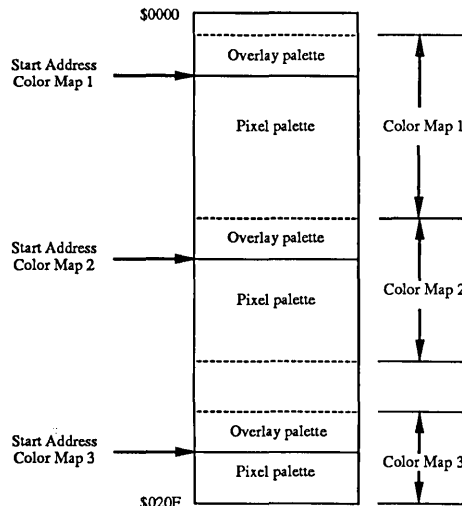 $0000
Overlay palette
Start Address
Color Map 1
Pixel palette
Color Map 1
Overlay palette
Start Address
Color Map 2
Pixel palette
Color Map 2
Overlay palette
Start Address
Color Map 3
Pixel palette
Color Map 3
$020F